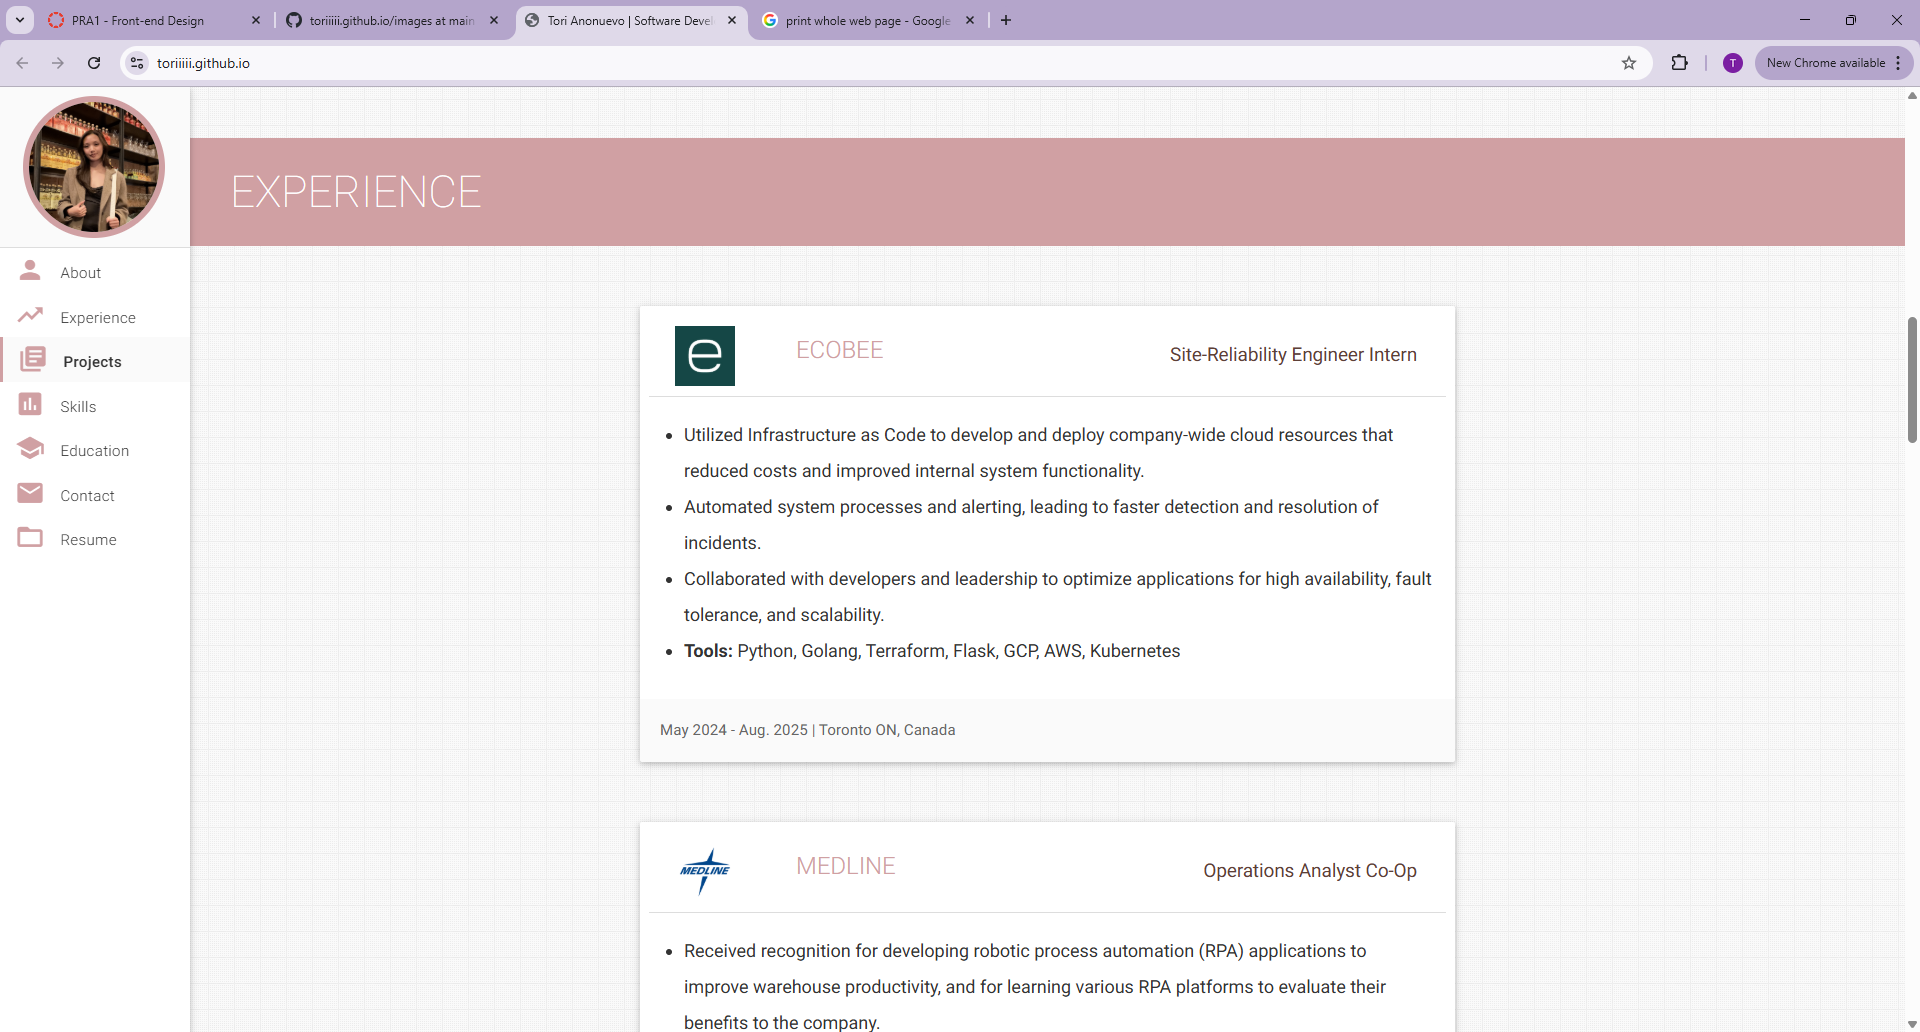 PRA1 - Front-end Design
toriiiii.github.io/images at main
Tori Anonuevo | Software Devel
print whole web page - Google
toriiiii.github.io
T
New Chrome available
EXPERIENCE
About
Experience
Projects
Skills
Education
Contact
Resume
e
ECOBEE
Site-Reliability Engineer Intern
Utilized Infrastructure as Code to develop and deploy company-wide cloud resources that
reduced costs and improved internal system functionality.
Automated system processes and alerting, leading to faster detection and resolution of
incidents.
Collaborated with developers and leadership to optimize applications for high availability, fault
tolerance, and scalability.
Tools: Python, Golang, Terraform, Flask, GCP, AWS, Kubernetes
May 2024 - Aug. 2025 | Toronto ON, Canada
MEDLINE
MEDLINE
Operations Analyst Co-Op
Received recognition for developing robotic process automation (RPA) applications to
improve warehouse productivity, and for learning various RPA platforms to evaluate their
benefits to the company.